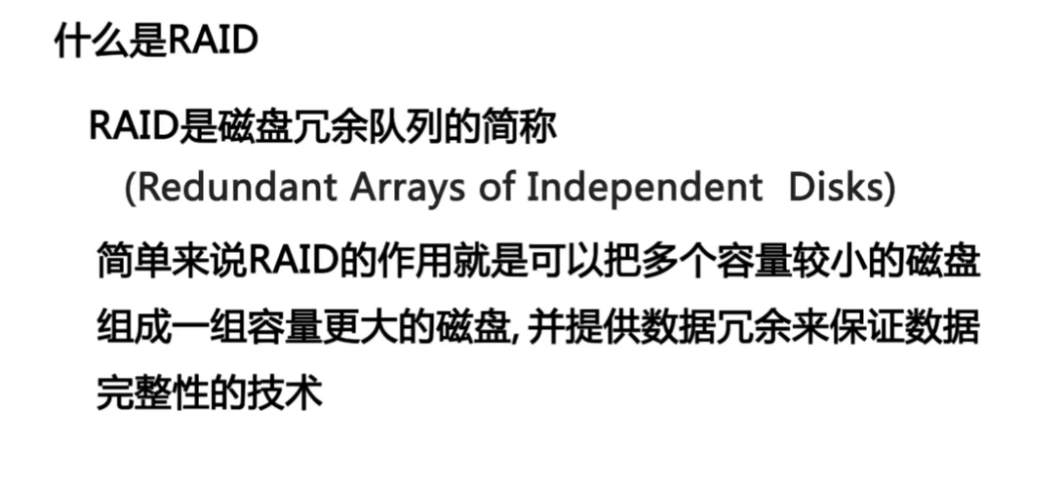 什么是RAID
RAID是磁盘冗余队列的简称
(Redundant Arrays of Independent  Disks)
简单来说RAID的作用就是可以把多个容量较小的磁盘
组成一组容量更大的磁盘,并提供数据冗余来保证数据
完整性的技术